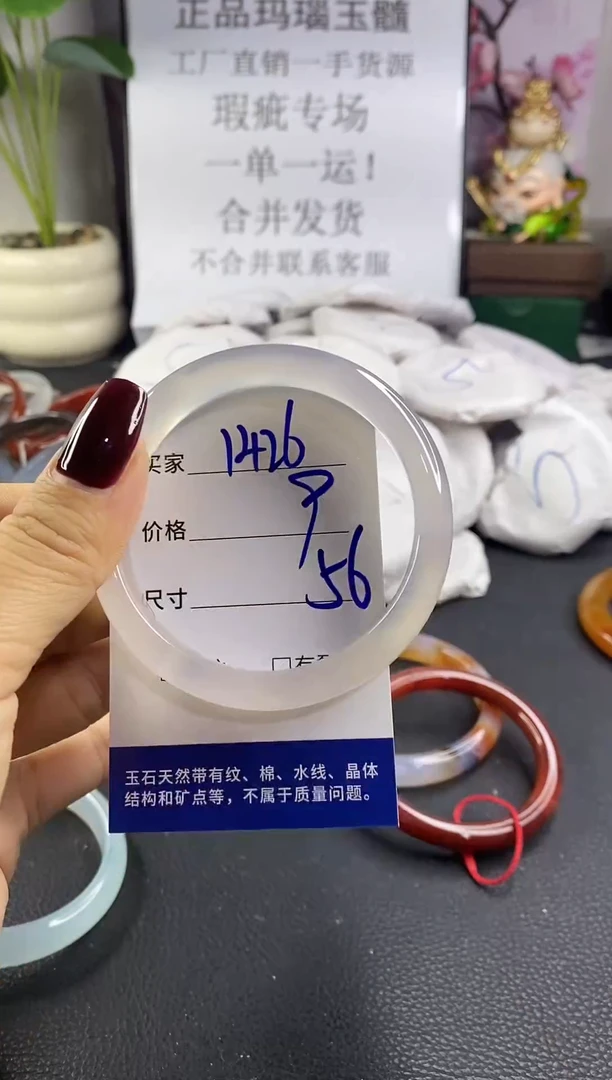 正品玛瑙玉髓
工厂直销一手货源
瑕疵专场
一单一运!
合并发货
不合并联系客服
买家 1426
价格 9
尺寸 56
玉石天然带有纹、棉、水线、晶体
结构和矿点等，不属于质量问题。